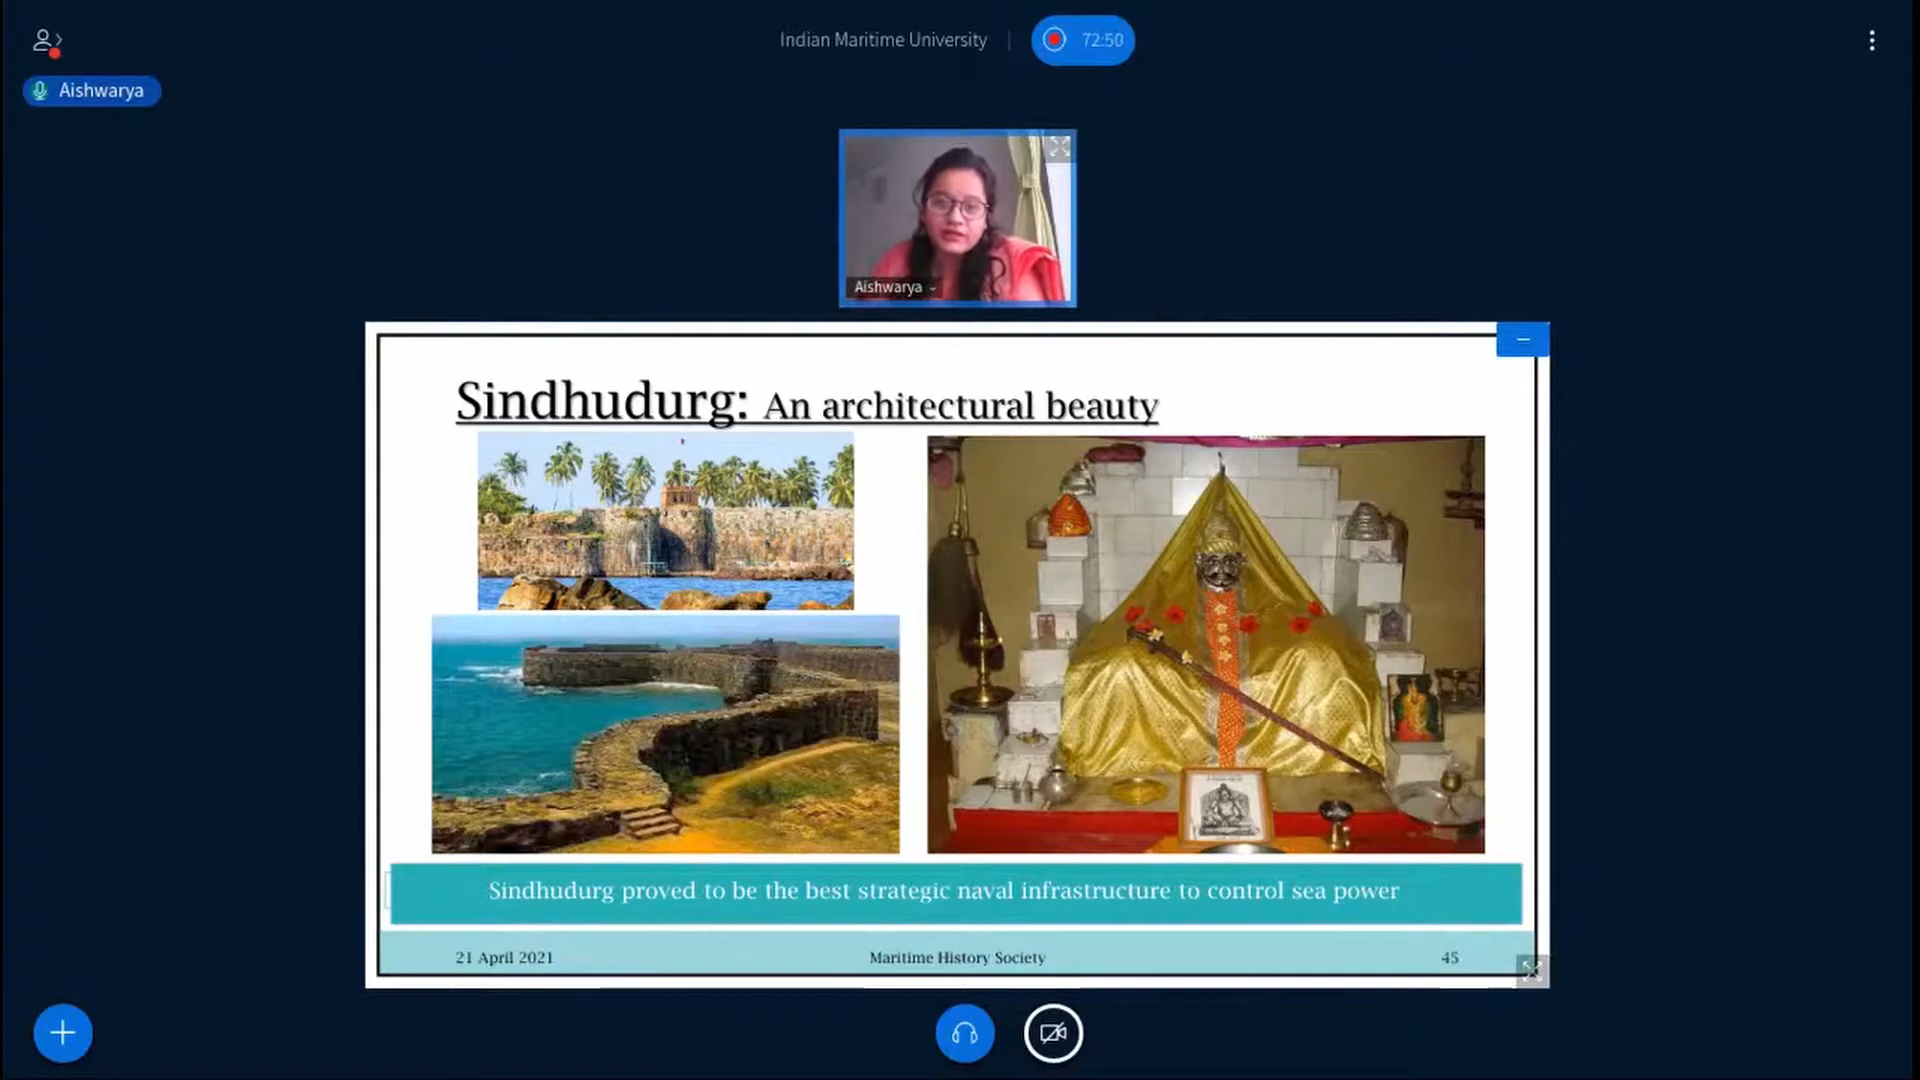 Indian Maritime University
72:50
Aishwarya
Aishwarya
Sindhudurg: An architectural beauty
Sindhudurg proved to be the best strategic naval infrastructure to control sea power
21 April 2021
Maritime History Society
45